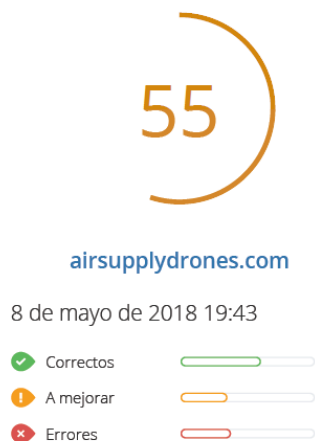 55
airsupplydrones.com
8 de mayo de 2018 19:43
Correctos
A mejorar
Errores